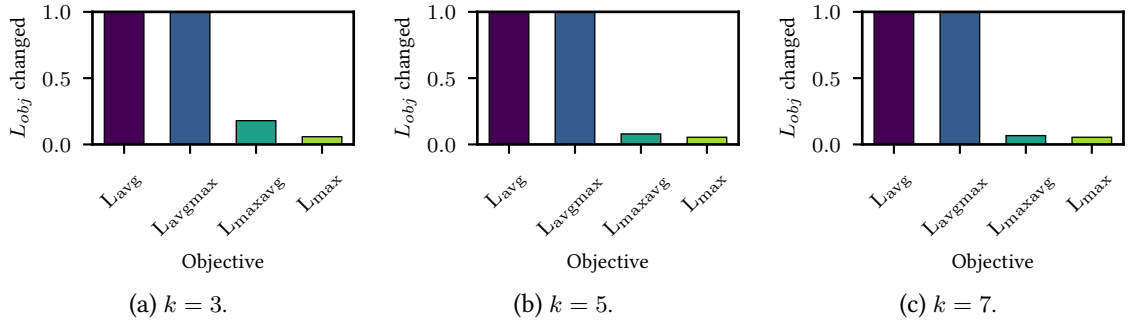 1.0
0.5
0.0
L_obj changed
Lavg
Lavgmax
Lmaxavg
Lmax
Objective
(a) k = 3.
1.0
0.5
0.0
L_obj changed
Lavg
Lavgmax
Lmaxavg
Lmax
Objective
(b) k = 5.
1.0
0.5
0.0
L_obj changed
Lavg
Lavgmax
Lmaxavg
Lmax
Objective
(c) k = 7.